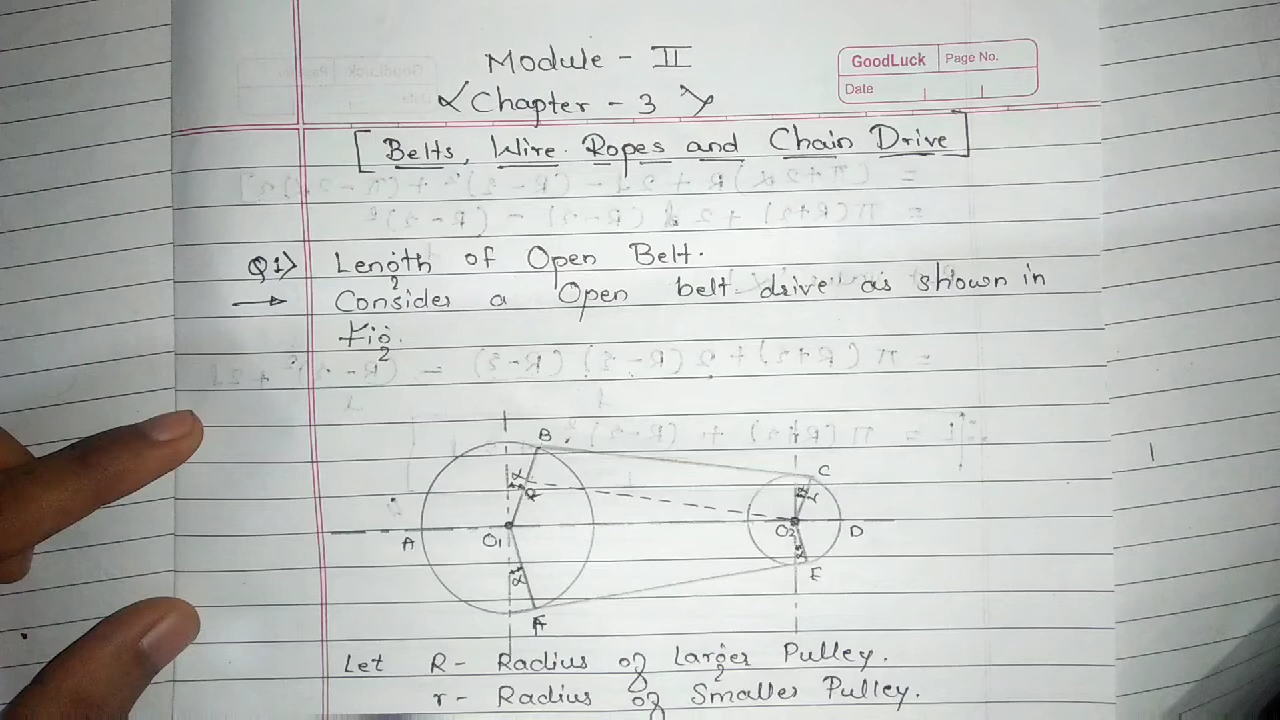 Module - II
GoodLuck Page No.
<Chapter - 3>
Date
[Belts, Wire Ropes and Chain Drive]
Q1> Length of Open Belt.
→ Consider a Open belt drive as shown in
fig.
B
C
α
α
R
r
A
O1
O2
D
α
α
E
F
Let R - Radius of Larger Pulley.
r - Radius of Smaller Pulley.